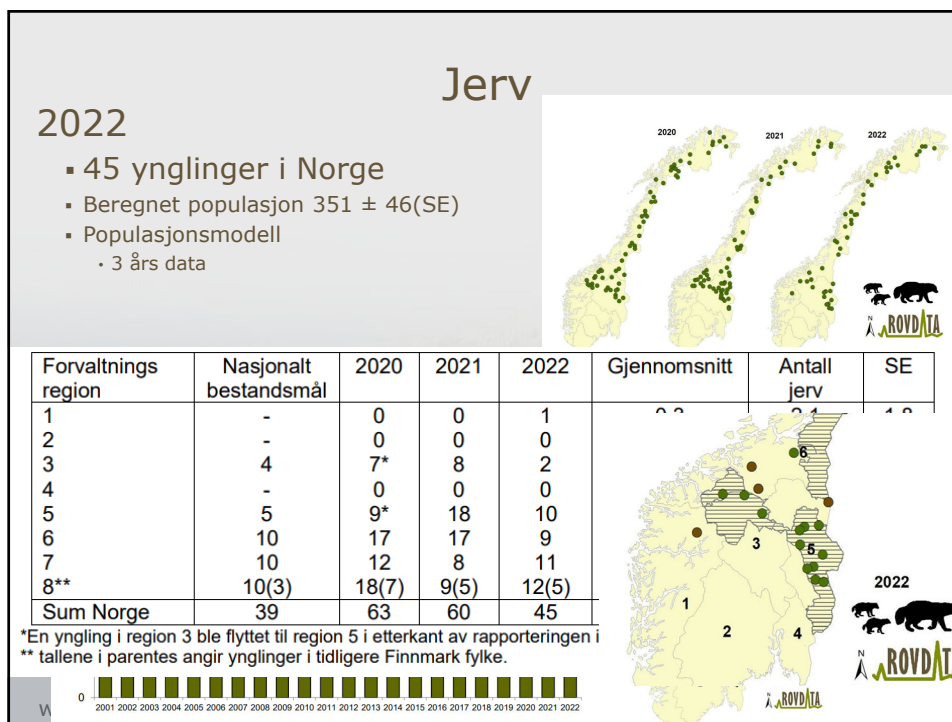 Jerv
2022
▪ 45 ynglinger i Norge
▪ Beregnet populasjon 351 ± 46(SE)
▪ Populasjonsmodell
• 3 års data
2020 2021 2022
N ROVDATA
Forvaltnings region Nasjonalt bestandsmål 2020 2021 2022 Gjennomsnitt Antall jerv SE
1 - 0 0 1
2 - 0 0 0
3 4 7* 8 2
4 - 0 0 0
5 5 9* 18 10
6 10 17 17 9
7 10 12 8 11
8** 10(3) 18(7) 9(5) 12(5)
Sum Norge 39 63 60 45
*En yngling i region 3 ble flyttet til region 5 i etterkant av rapporteringen i
** tallene i parentes angir ynglinger i tidligere Finnmark fylke.
6
5
3
1
2
4
2022
N ROVDATA
0
2001 2002 2003 2004 2005 2006 2007 2008 2009 2010 2011 2012 2013 2014 2015 2016 2017 2018 2019 2020 2021 2022
N ROVDATA